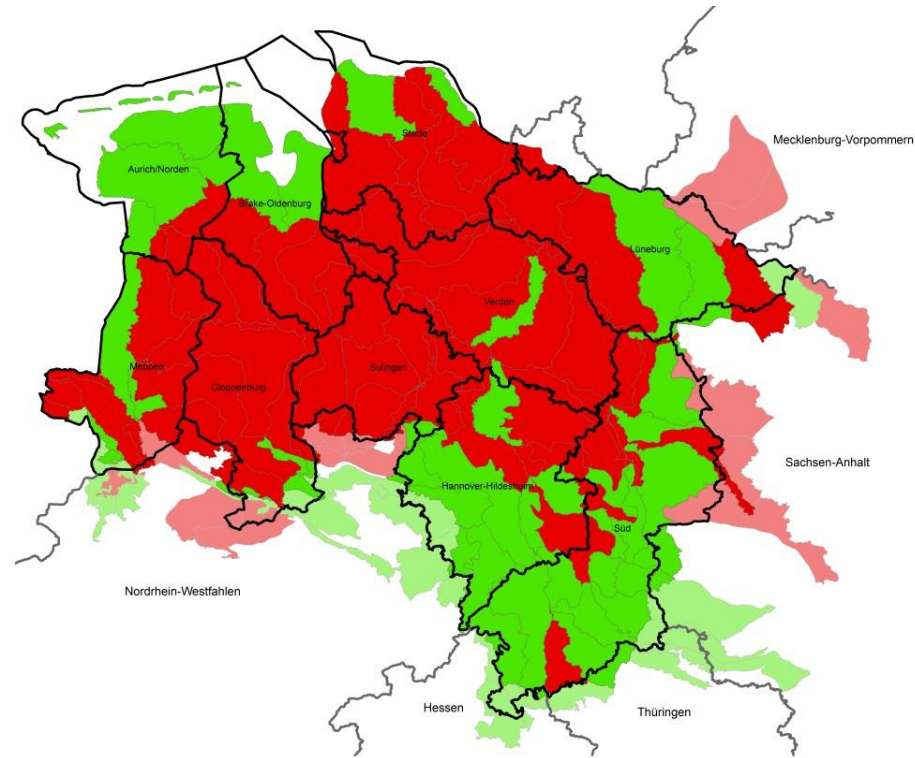 Stade
Mecklenburg-Vorpommern
Aurich/Norden
Brake-Oldenburg
Lüneburg
Verden
Meppen
Sulingen
Cloppenburg
Sachsen-Anhalt
Hannover-Hildesheim
Süd
Nordrhein-Westfahlen
Hessen
Thüringen